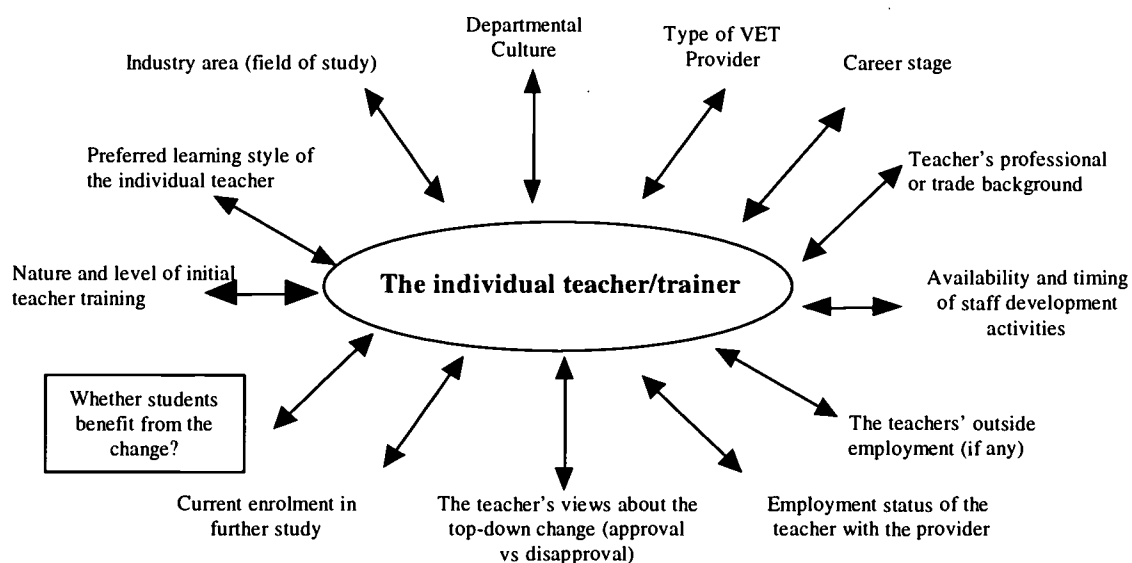 Departmental
Culture
Type of VET
Provider
Industry area (field of study)
Career stage
Preferred learning style of
the individual teacher
Teacher's professional
or trade background
Nature and level of initial
teacher training
The individual teacher/trainer
Availability and timing
of staff development
activities
Whether students
benefit from the
change?
The teachers' outside
employment (if any)
Current enrolment in
further study
The teacher's views about the
top-down change (approval
vs disapproval)
Employment status of the
teacher with the provider